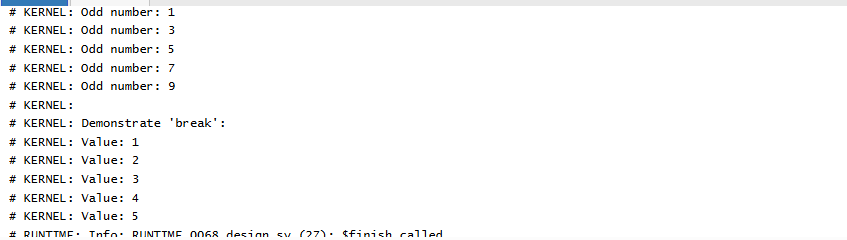 # KERNEL: Odd number: 1
# KERNEL: Odd number: 3
# KERNEL: Odd number: 5
# KERNEL: Odd number: 7
# KERNEL: Odd number: 9
# KERNEL:
# KERNEL: Demonstrate 'break':
# KERNEL: Value: 1
# KERNEL: Value: 2
# KERNEL: Value: 3
# KERNEL: Value: 4
# KERNEL: Value: 5
# RUNTIME: Info: RUNTIME_0068 design.sv (27): $finish called